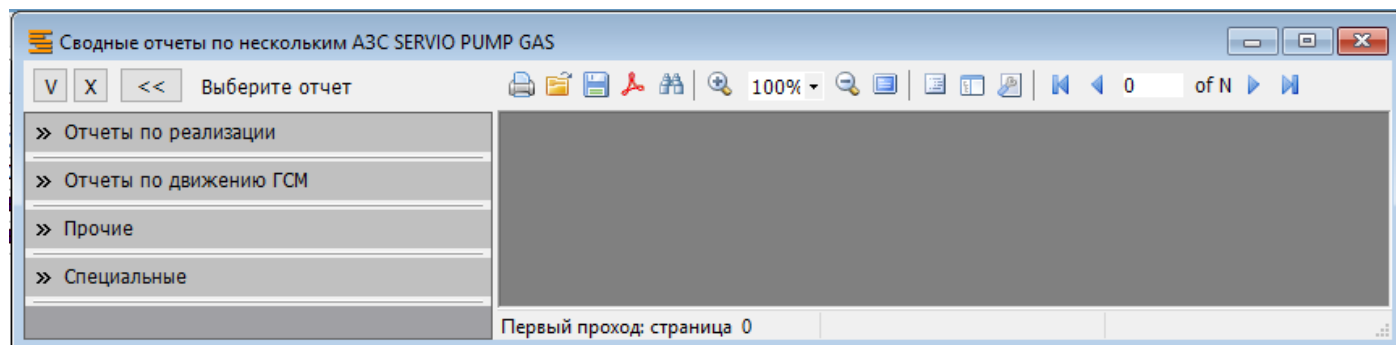 Сводные отчеты по нескольким АЗС SERVIO PUMP GAS
V X << Выберите отчет 100% 0 of N
» Отчеты по реализации
» Отчеты по движению ГСМ
» Прочие
» Специальные
Первый проход: страница 0